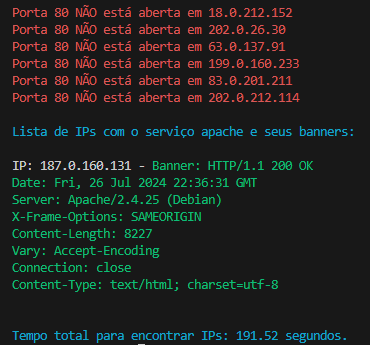 Porta 80 NÃO está aberta em 18.0.212.152
Porta 80 NÃO está aberta em 202.0.26.30
Porta 80 NÃO está aberta em 63.0.137.91
Porta 80 NÃO está aberta em 199.0.160.233
Porta 80 NÃO está aberta em 83.0.201.211
Porta 80 NÃO está aberta em 202.0.212.114
Lista de IPs com o serviço apache e seus banners:
IP: 187.0.160.131 - Banner: HTTP/1.1 200 OK
Date: Fri, 26 Jul 2024 22:36:31 GMT
Server: Apache/2.4.25 (Debian)
X-Frame-Options: SAMEORIGIN
Content-Length: 8227
Vary: Accept-Encoding
Connection: close
Content-Type: text/html; charset=utf-8
Tempo total para encontrar IPs: 191.52 segundos.